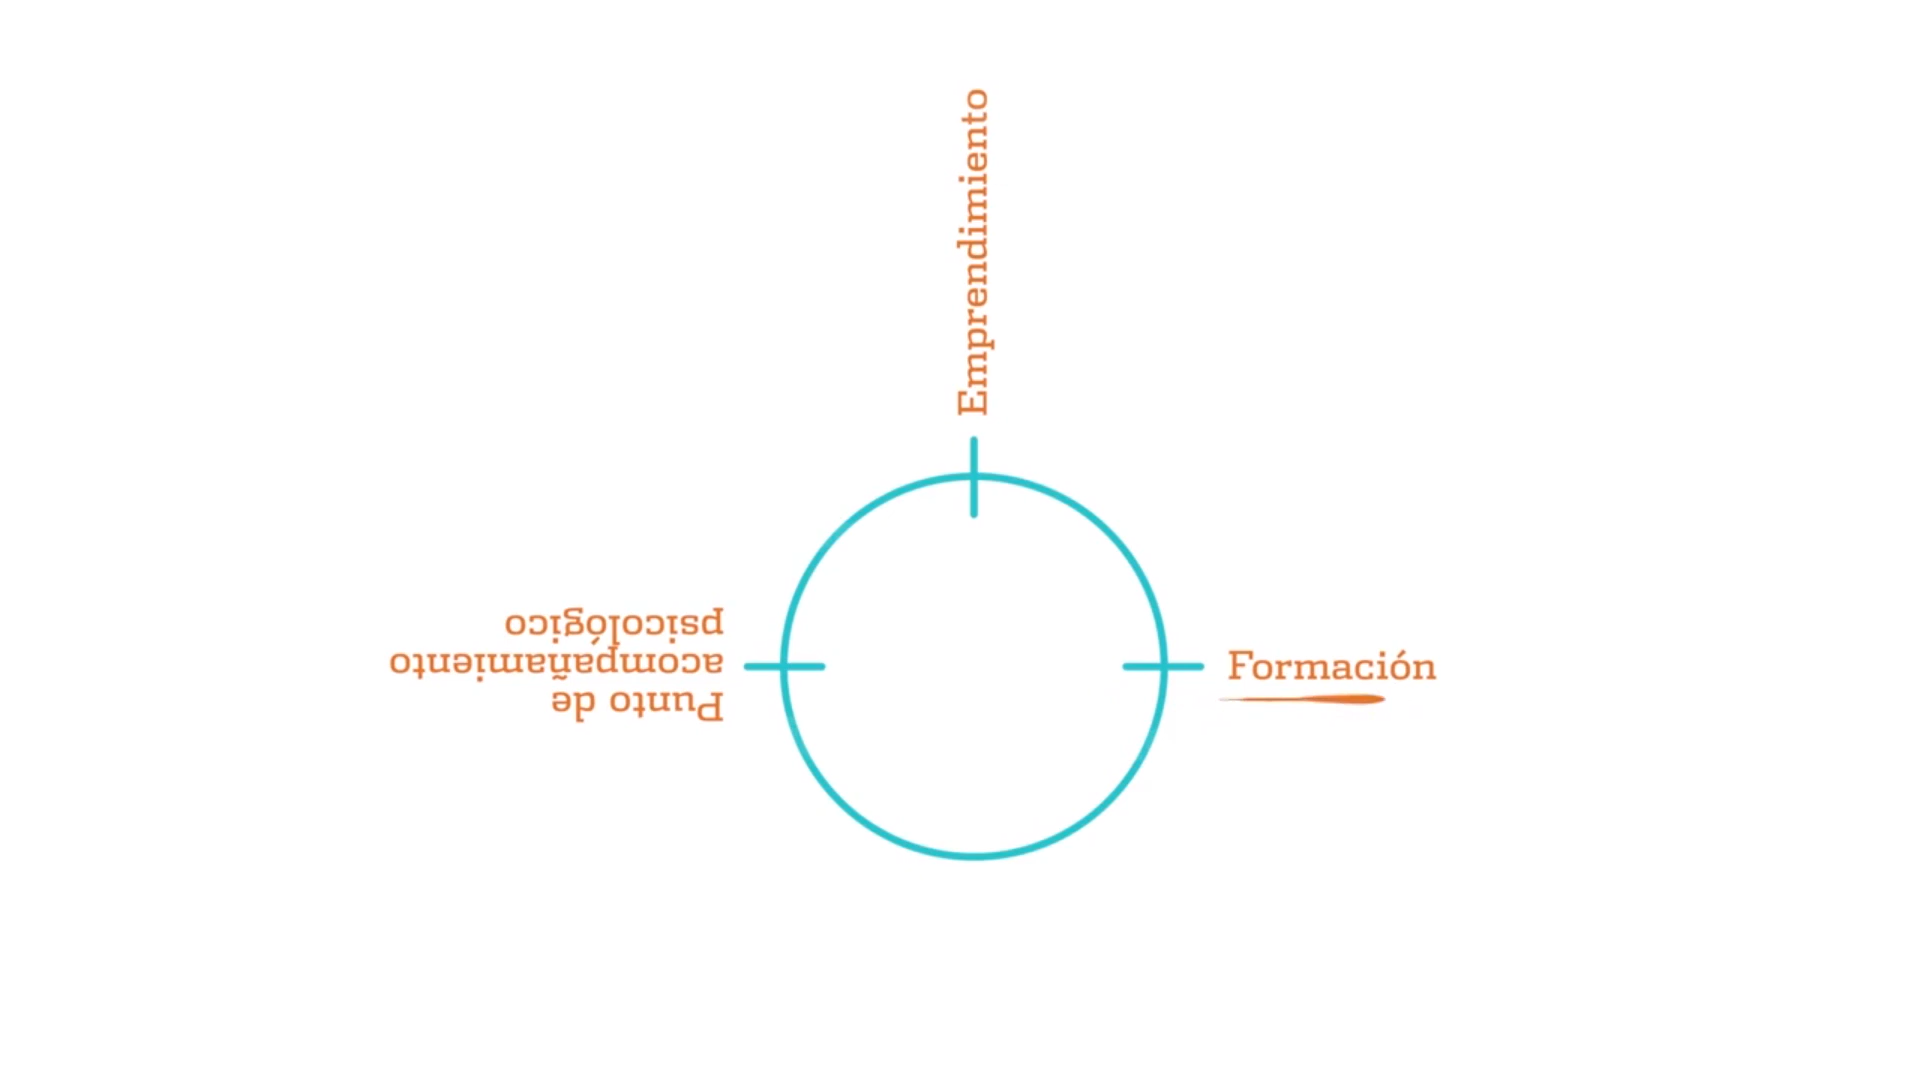 Emprendimiento
Punto de
acompañamiento
psicológico
Formación